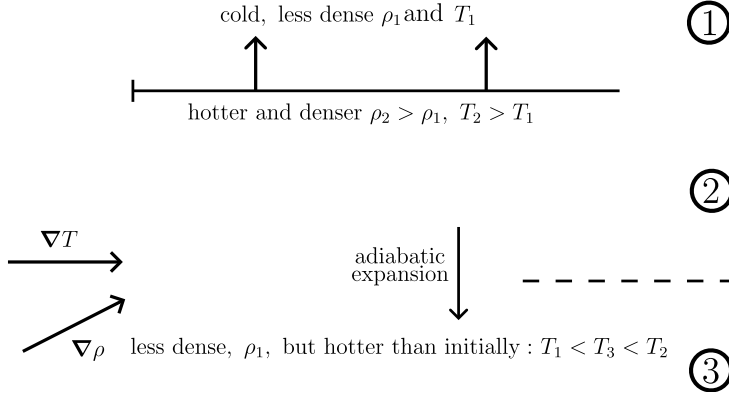 cold, less dense ρ₁ and T₁
①
hotter and denser ρ₂ > ρ₁, T₂ > T₁
②
∇T
adiabatic
expansion
∇ρ
less dense, ρ₁, but hotter than initially : T₁ < T₃ < T₂
③